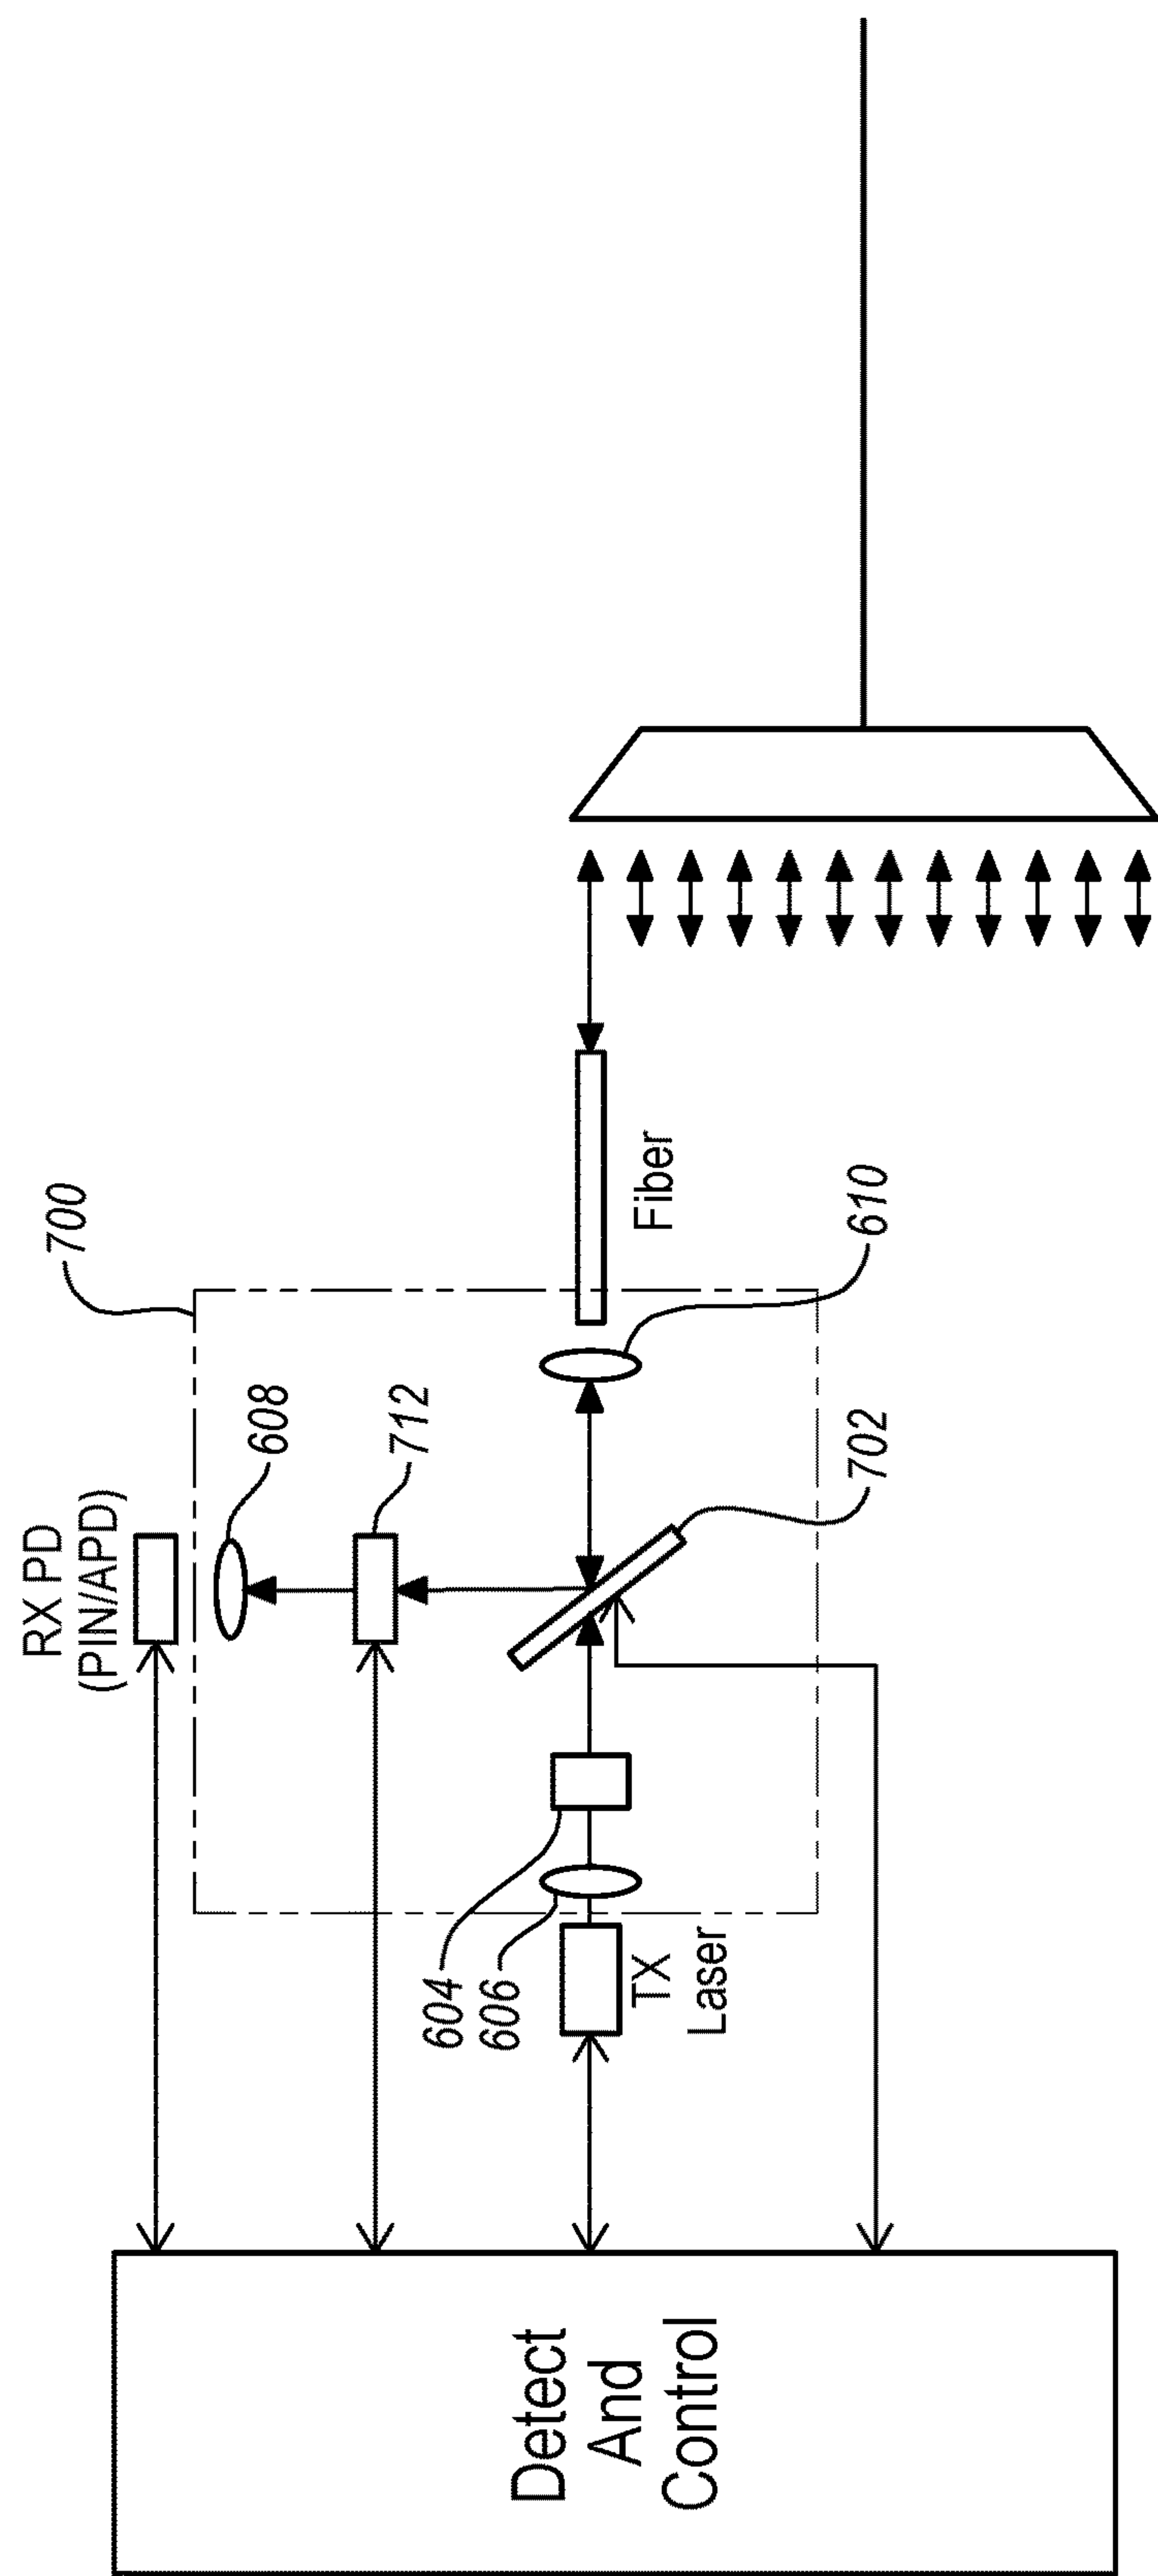 RX PD
(PIN/APD)
700
608
712
610
702
Fiber
604
606
TX
Laser
Detect
And
Control